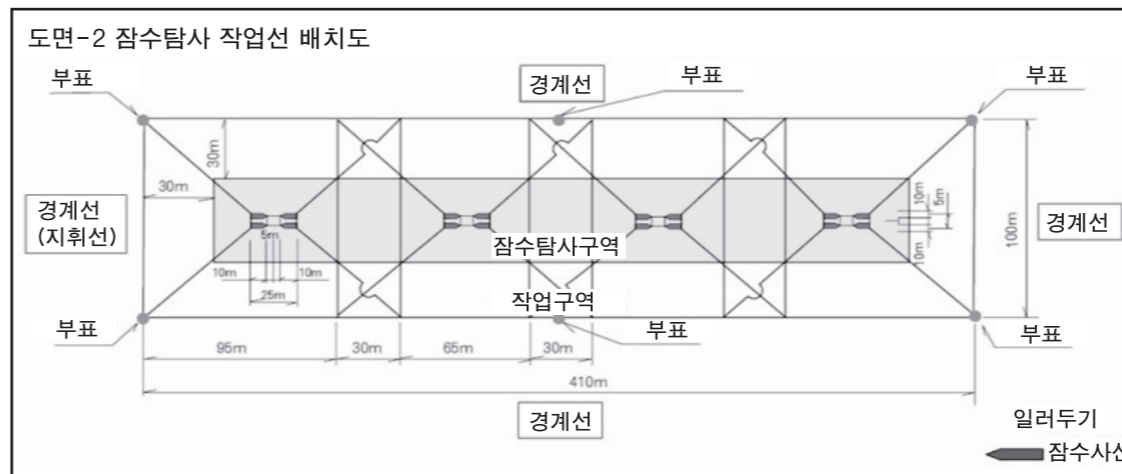 도면-2 잠수탐사 작업선 배치도
부표
경계선
부표
부표
30m
30m
경계선
(지휘선)
5m
10m
10m
25m
잠수탐사구역
작업구역
10m
5m
10m
100m
경계선
부표
부표
부표
95m
30m
65m
30m
410m
경계선
일러두기
잠수사선